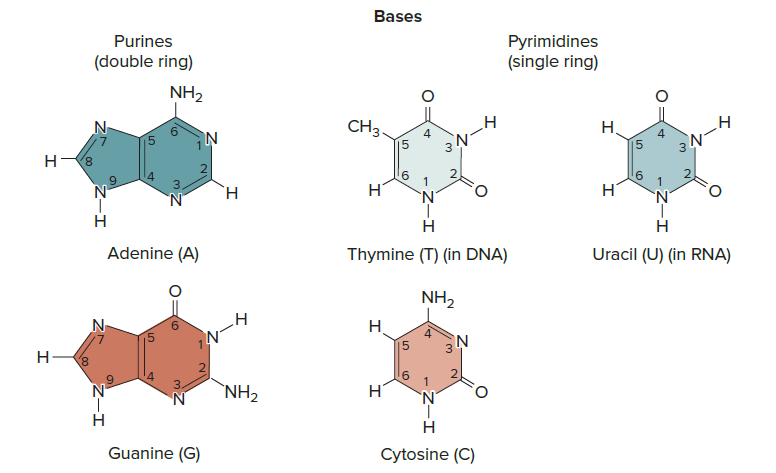 Bases
Purines
(double ring)
Pyrimidines
(single ring)
NH2
N
7
5
6
1
N
H
8
9
4
3
2
N
N
H
H
Adenine (A)
O
CH3
5
4
3
N
H
H
6
1
2
N
O
H
Thymine (T) (in DNA)
O
H
5
4
3
N
H
H
6
1
2
N
O
H
Uracil (U) (in RNA)
O
N
7
5
6
1
N
H
H
8
9
4
3
2
N
N
NH2
H
Guanine (G)
NH2
H
5
4
3
N
H
6
1
2
N
O
H
Cytosine (C)